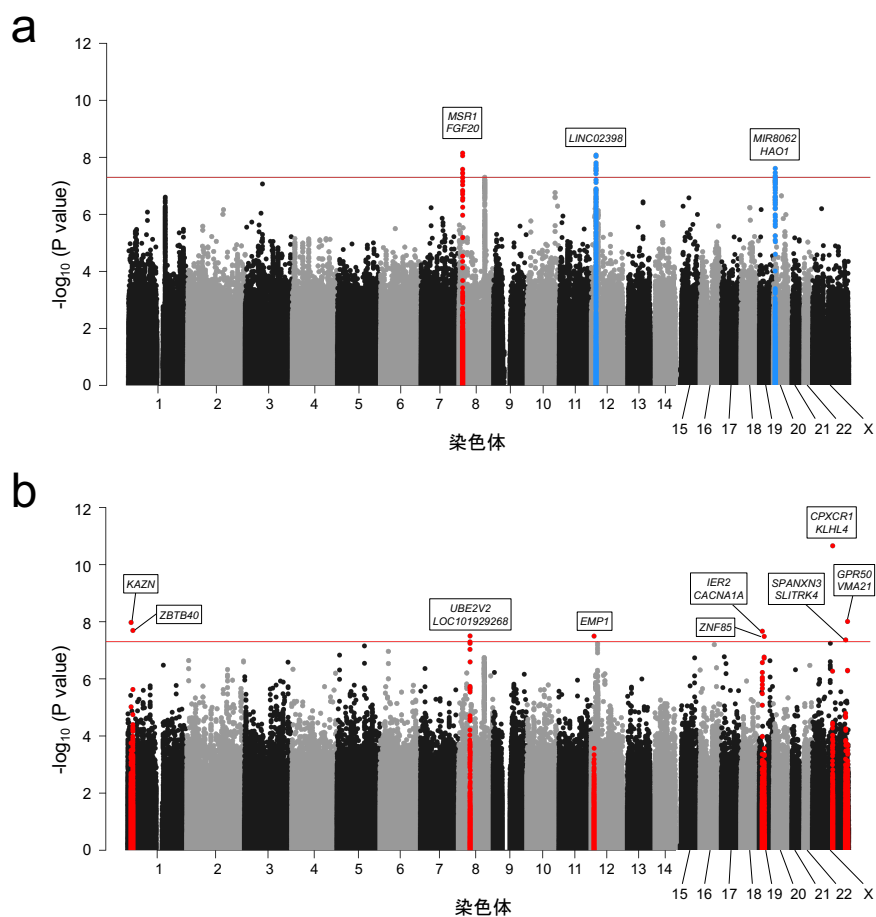 a
12
10
8
6
4
2
0
-log10 (P value)
MSR1
FGF20
LINC02398
MIR8062
HAO1
1 2 3 4 5 6 7 8 9 10 11 12 13 14
15 16 17 18 19 20 21 22 X
染色体
b
12
10
8
6
4
2
0
-log10 (P value)
KAZN
ZBTB40
UBE2V2
LOC101929268
EMP1
IER2
CACNA1A
ZNF85
SPANXN3
SLITRK4
CPXCR1
KLHL4
GPR50
VMA21
1 2 3 4 5 6 7 8 9 10 11 12 13 14
15 16 17 18 19 20 21 22 X
染色体